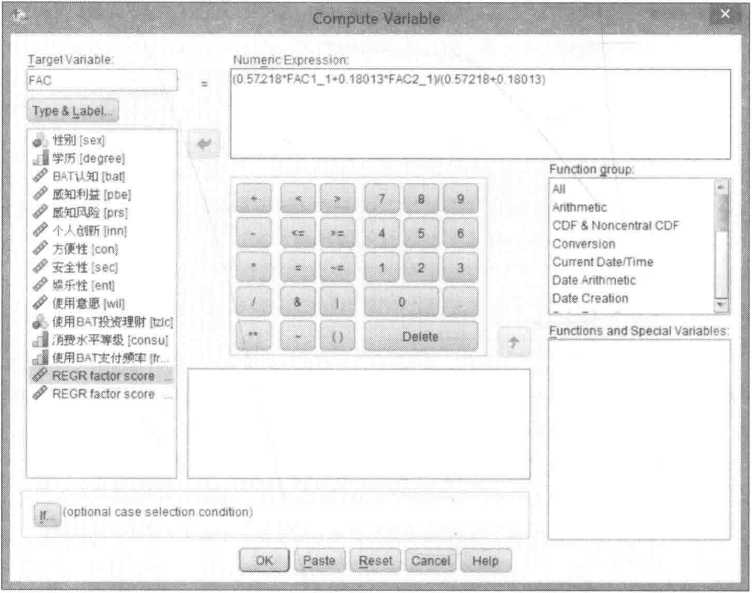 Compute Variable
Target Variable:
FAC
=
Numeric Expression:
(0.57218*FAC1_1+0.18013*FAC2_1)/(0.57218+0.18013)
Type & Label...
性别 [sex]
学历 [degree]
BAT认知 [bat]
感知利益 [pbe]
感知风险 [prs]
个人创新 [inn]
方便性 [con]
安全性 [sec]
娱乐性 [ent]
使用意愿 [wil]
使用BAT投资理财 [tzlc]
消费水平等级 [consu]
使用BAT支付频率 [fr...
REGR factor score ...
REGR factor score ...
+ < > 7 8 9
- <= >= 4 5 6
* = ~= 1 2 3
/ & | 0 .
** ~ ( ) Delete
Function group:
All
Arithmetic
CDF & Noncentral CDF
Conversion
Current Date/Time
Date Arithmetic
Date Creation
Functions and Special Variables:
If... (optional case selection condition)
OK Paste Reset Cancel Help